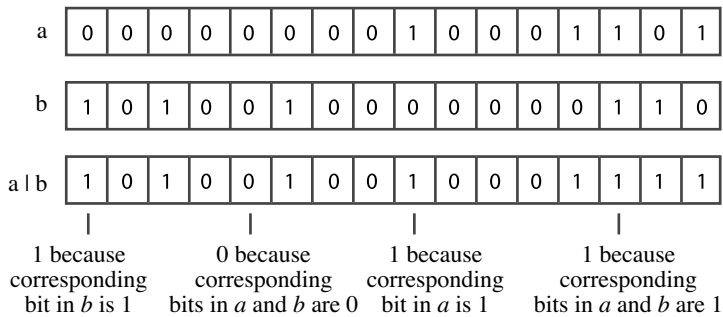 a 0 0 0 0 0 0 0 0 1 0 0 0 1 1 0 1
b 1 0 1 0 0 1 0 0 0 0 0 0 0 1 1 0
a | b 1 0 1 0 0 1 0 0 1 0 0 0 1 1 1 1
1 because
corresponding
bit in b is 1
0 because
corresponding
bits in a and b are 0
1 because
corresponding
bit in a is 1
1 because
corresponding
bits in a and b are 1